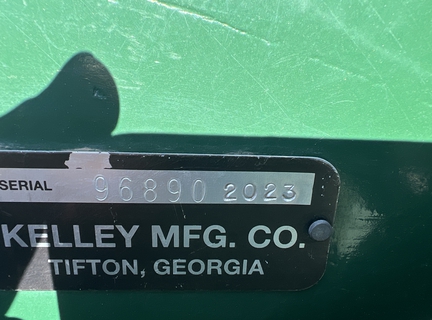 SERIAL 96890 2023
KELLEY MFG. CO.
TIFTON, GEORGIA